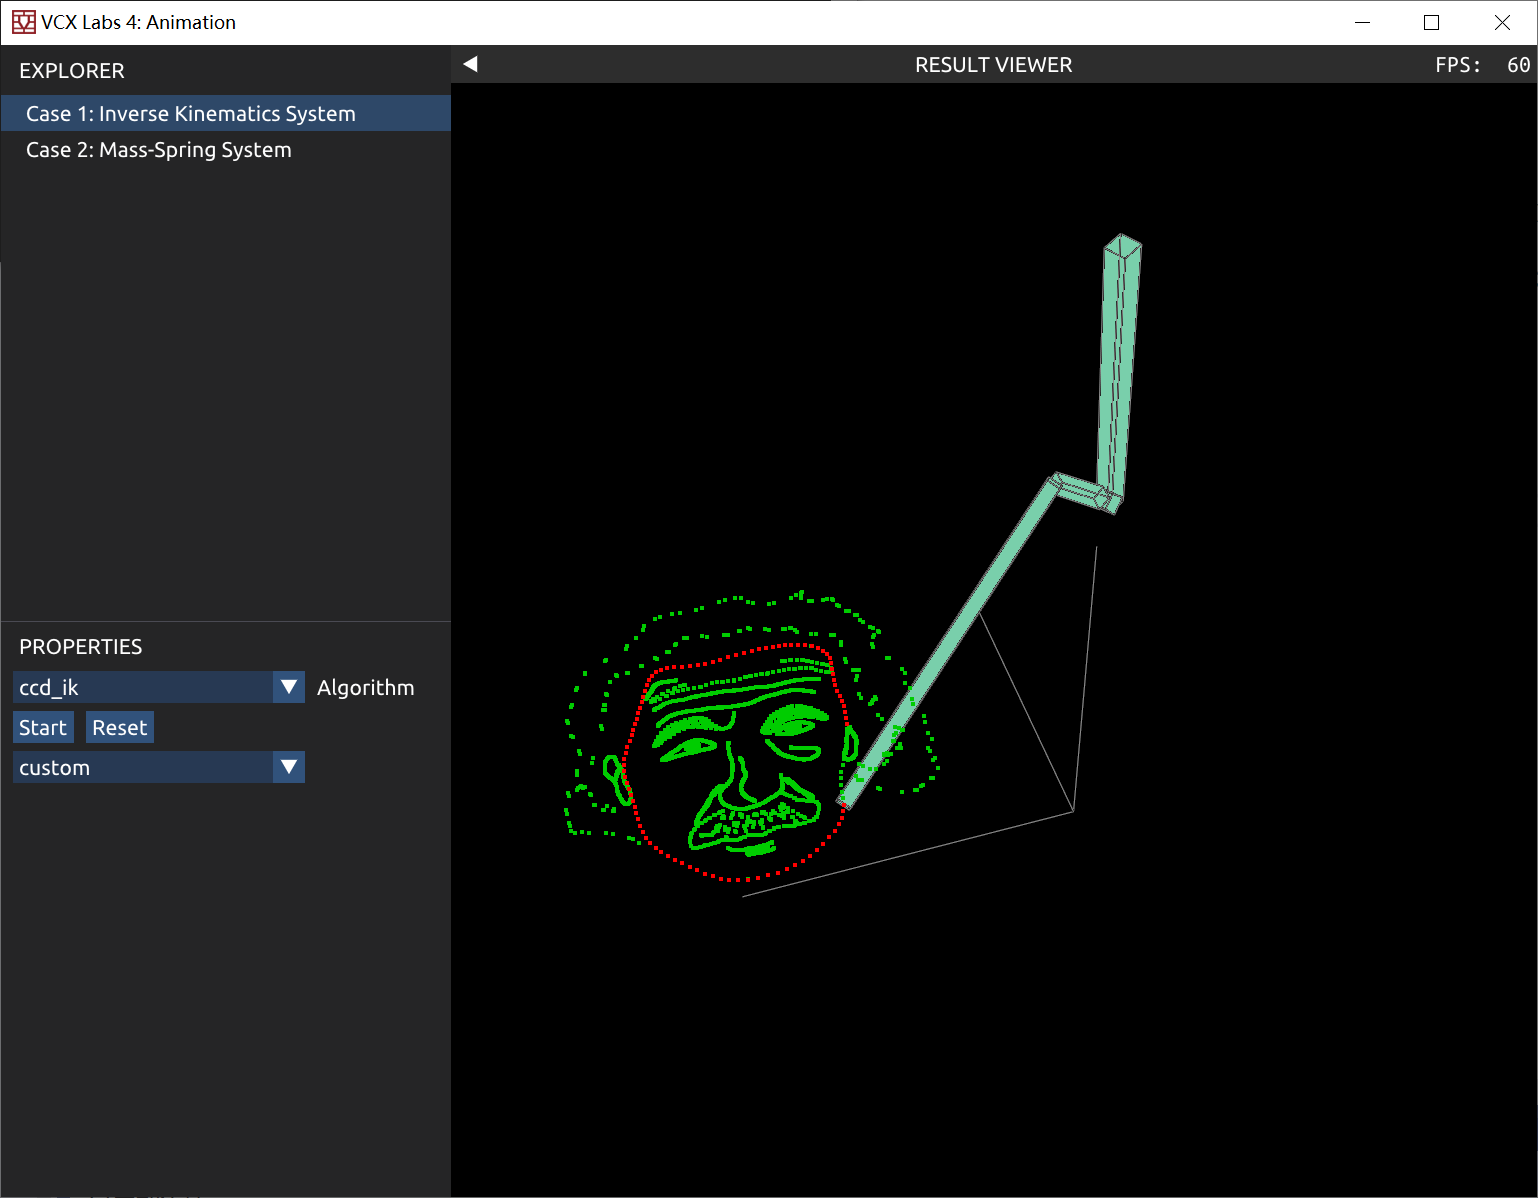 VCX Labs 4: Animation
EXPLORER
RESULT VIEWER
FPS: 60
Case 1: Inverse Kinematics System
Case 2: Mass-Spring System
PROPERTIES
ccd_ik
Algorithm
Start
Reset
custom